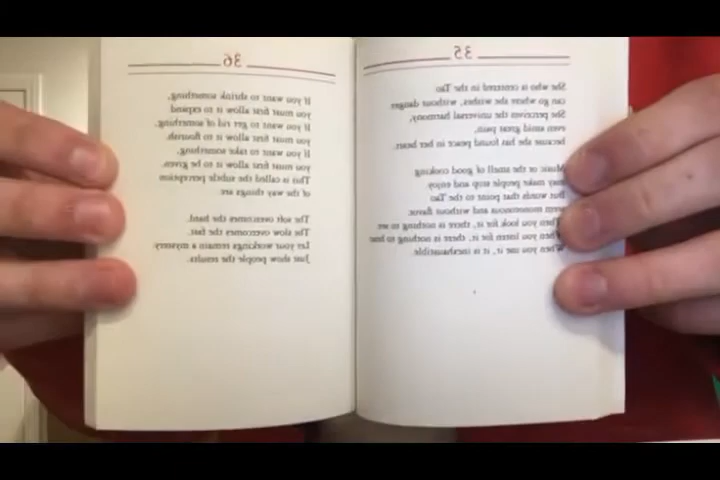 35
She who is centered in the Tao
can go where she wishes, without danger.
She perceives the universal harmony,
even amid great pain,
because she has found peace in her heart.
Music or the smell of good cooking
may make people stop and enjoy.
But words that point to the Tao
seem monotonous and without flavor.
When you look for it, there is nothing to see.
When you listen for it, there is nothing to hear.
When you use it, it is inexhaustible.
36
If you want to shrink something,
you must first allow it to expand.
If you want to get rid of something,
you must first allow it to flourish.
If you want to take something,
you must first allow it to be given.
This is called the subtle perception
of the way things are.
The soft overcomes the hard.
The slow overcomes the fast.
Let your workings remain a mystery.
Just show people the results.